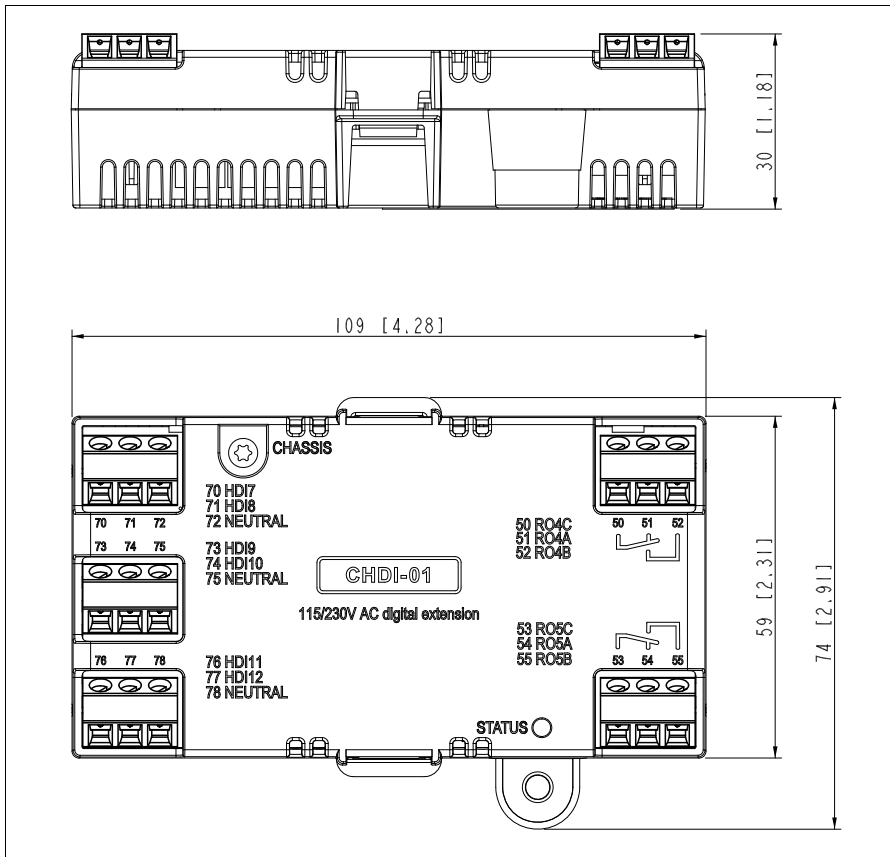 30 [1.18]
109 [4.28]
CHASSIS
70 HDI7
71 HDI8
72 NEUTRAL
70 71 72
50 RO4C
51 RO4A
52 RO4B
50 51 52
73 74 75
73 HDI9
74 HDI10
75 NEUTRAL
CHDI-01
115/230V AC digital extension
59 [2.31]
74 [2.91]
53 RO5C
54 RO5A
55 RO5B
53 54 55
76 77 78
76 HDI11
77 HDI12
78 NEUTRAL
STATUS